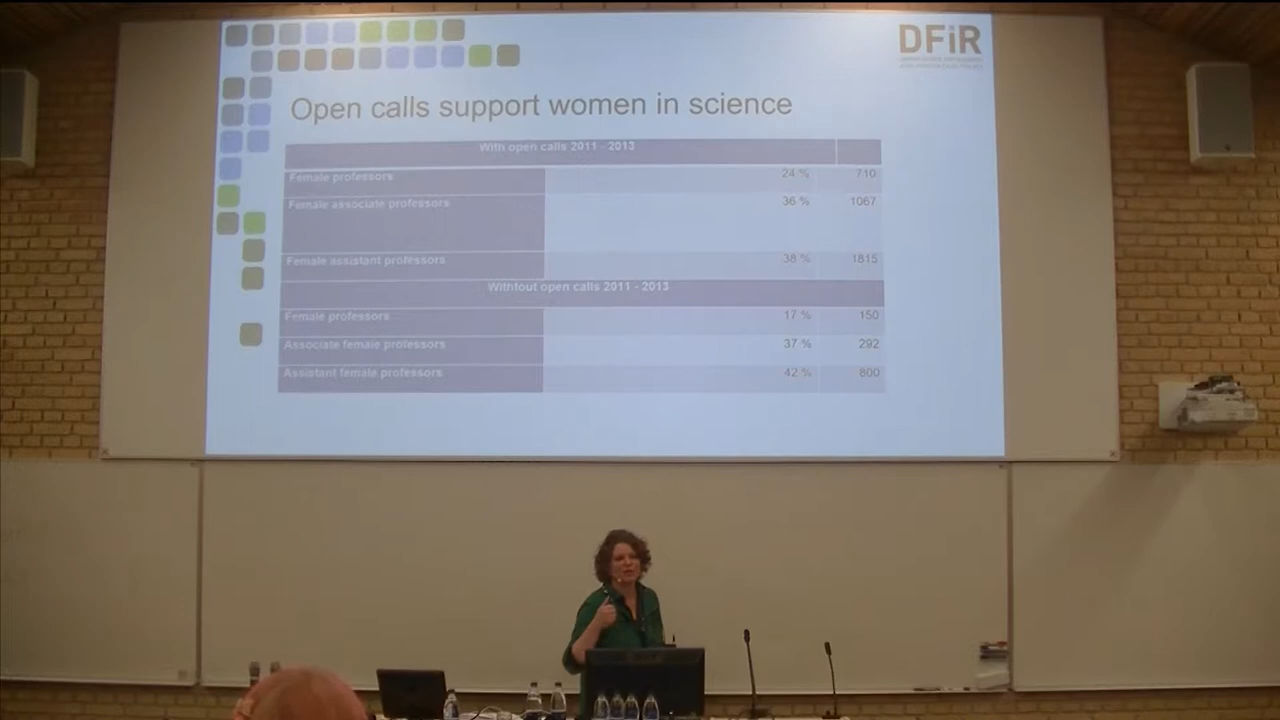 DFiR
Open calls support women in science
With open calls 2011 - 2013
Female professors 24 % 710
Female associate professors 36 % 1067
Female assistant professors 38 % 1815
Withfout open calls 2011 - 2013
Female professors 17 % 150
Associate female professors 37 % 292
Assistant female professors 42 % 800